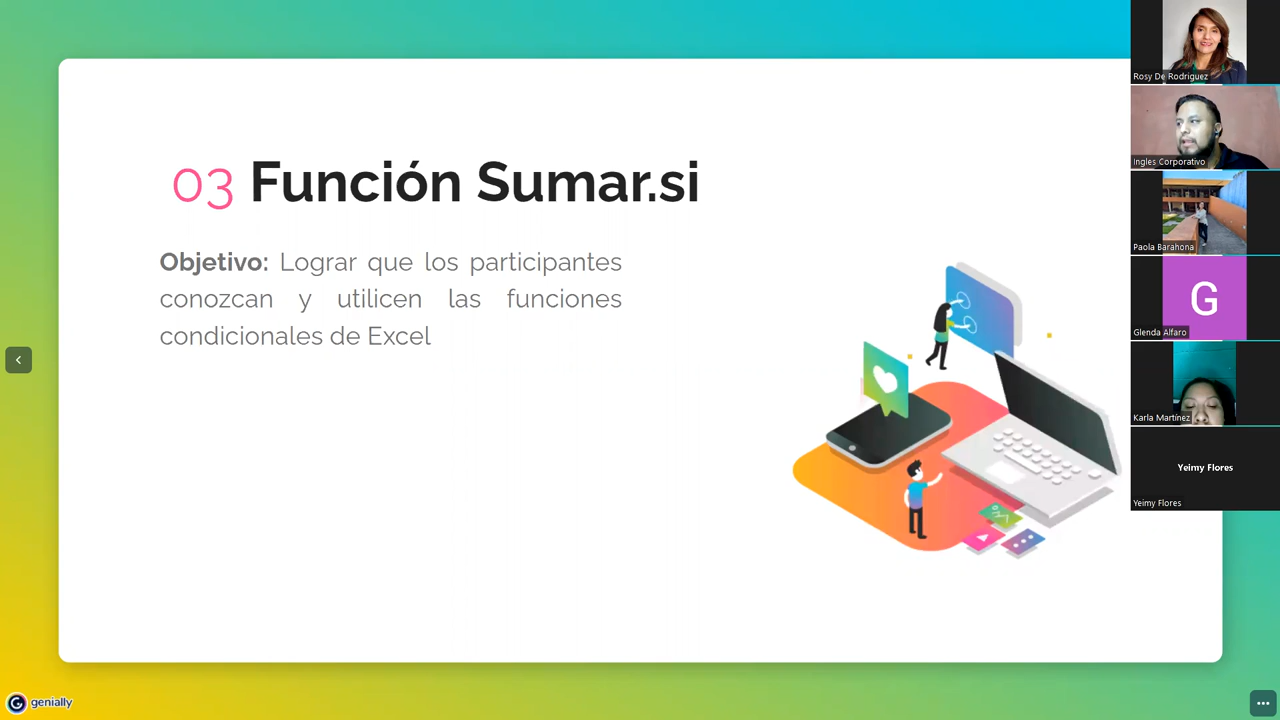 03 Función Sumar.si
Objetivo: Lograr que los participantes
conozcan y utilicen las funciones
condicionales de Excel
genially
Rosy De Rodriguez
Ingles Corporativo
Paola Barahona
G
Glenda Alfaro
Karla Martínez
Yeimy Flores
Yeimy Flores